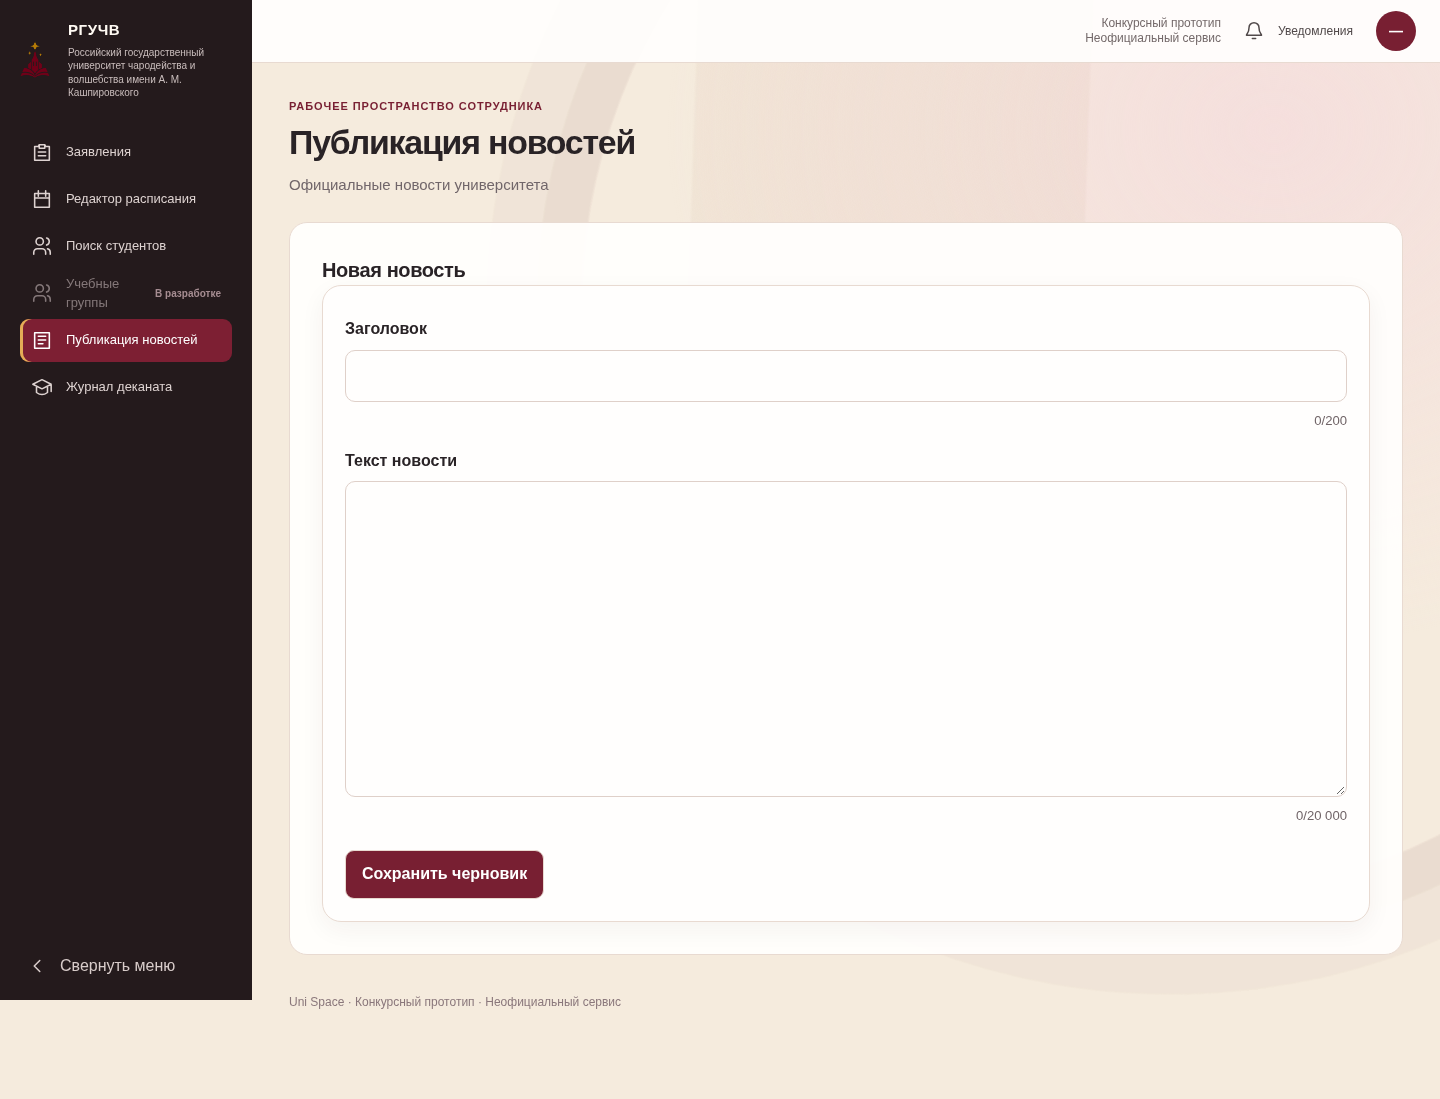 РГУЧВ
Российский государственный
университет чародейства и
волшебства имени А. М.
Кашпировского
Заявления
Редактор расписания
Поиск студентов
Учебные
группы
В разработке
Публикация новостей
Журнал деканата
Свернуть меню
Конкурсный прототип
Неофициальный сервис
Уведомления
—
РАБОЧЕЕ ПРОСТРАНСТВО СОТРУДНИКА
Публикация новостей
Официальные новости университета
Новая новость
Заголовок
0/200
Текст новости
0/20 000
Сохранить черновик
Uni Space · Конкурсный прототип · Неофициальный сервис